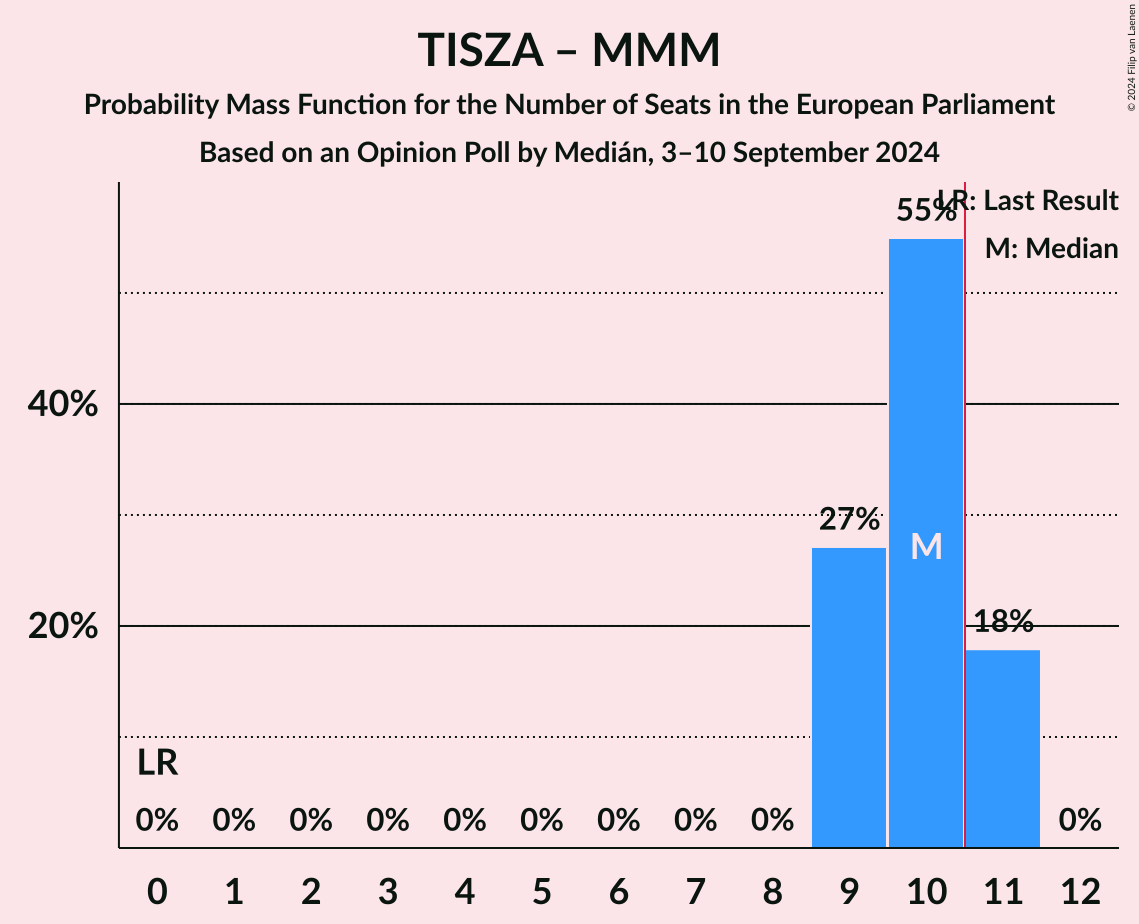 TISZA – MMM
Probability Mass Function for the Number of Seats in the European Parliament
Based on an Opinion Poll by Medián, 3–10 September 2024
© 2024 Filip van Laenen
LR: Last Result
M: Median
55%
40%
27%
M
20%
18%
LR
0% 0% 0% 0% 0% 0% 0% 0% 0% 0%
0 1 2 3 4 5 6 7 8 9 10 11 12